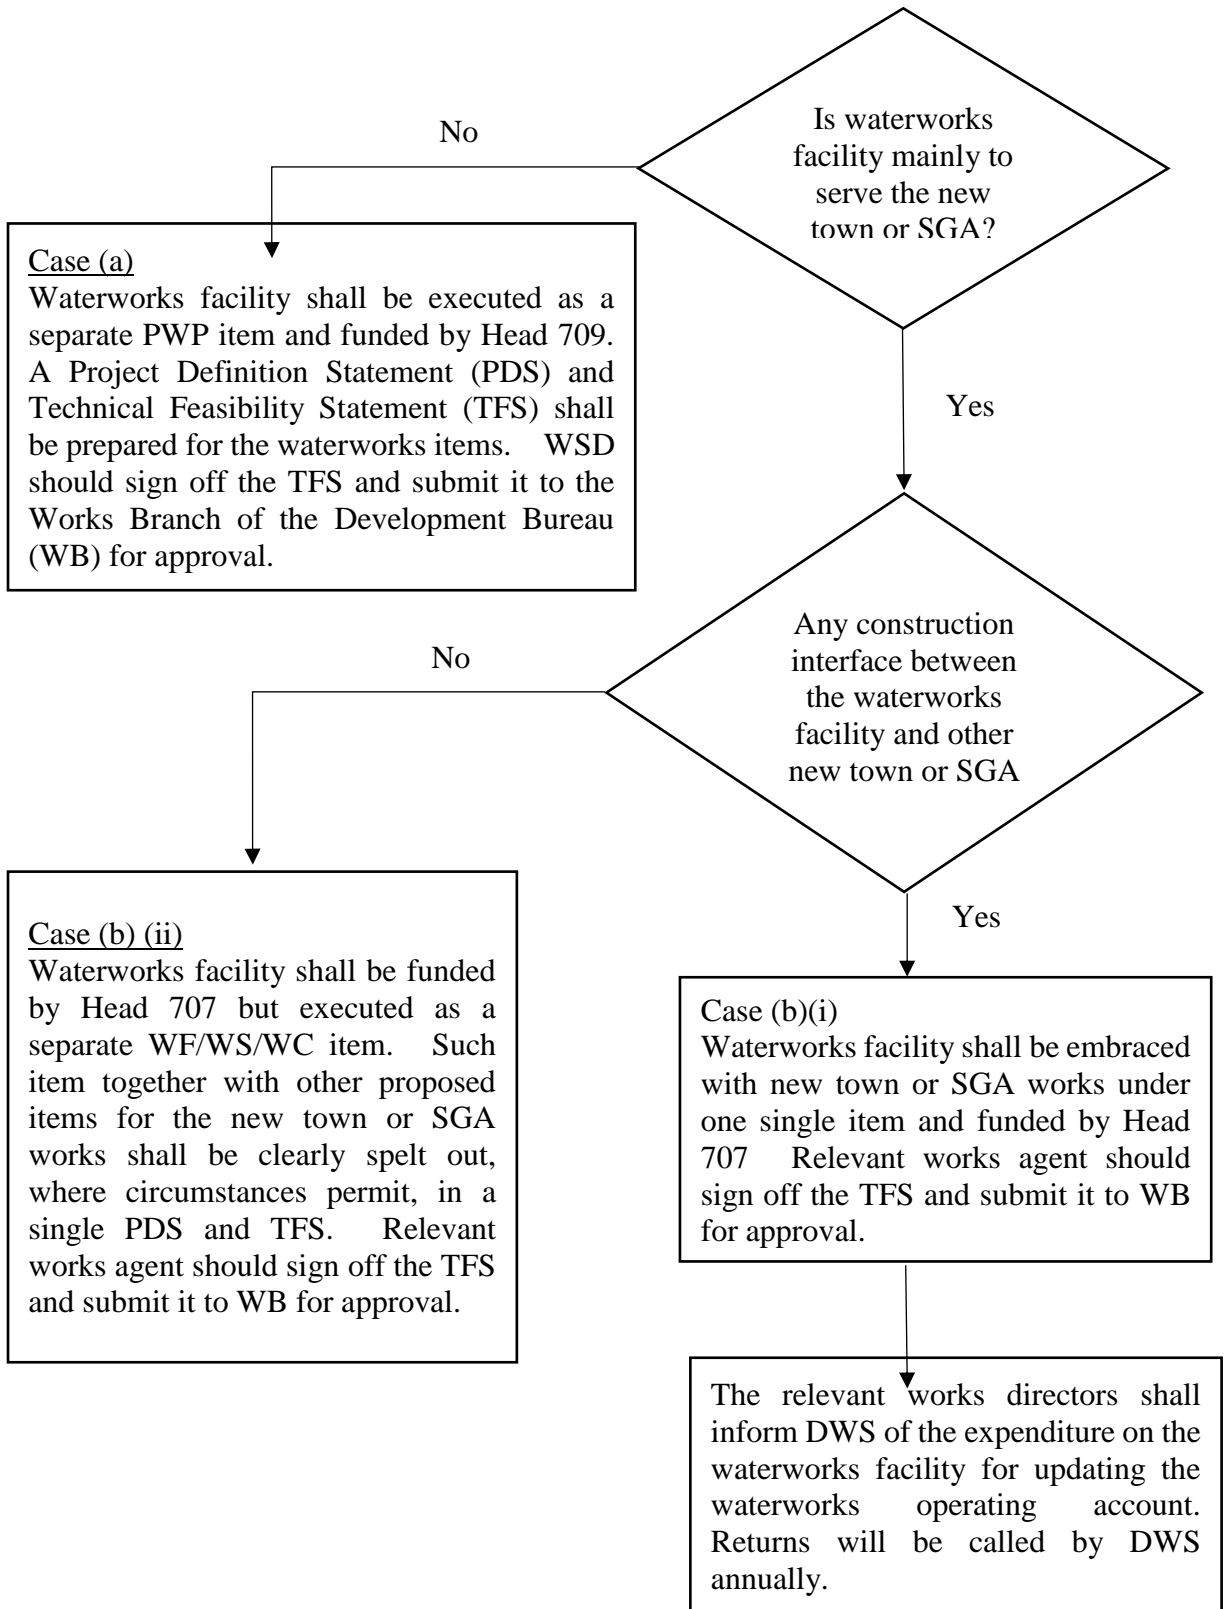 Is waterworks
facility mainly to
serve the new
town or SGA?
No
Case (a)
Waterworks facility shall be executed as a
separate PWP item and funded by Head 709.
A Project Definition Statement (PDS) and
Technical Feasibility Statement (TFS) shall
be prepared for the waterworks items. WSD
should sign off the TFS and submit it to the
Works Branch of the Development Bureau
(WB) for approval.
Yes
Any construction
interface between
the waterworks
facility and other
new town or SGA
No
Case (b) (ii)
Waterworks facility shall be funded
by Head 707 but executed as a
separate WF/WS/WC item. Such
item together with other proposed
items for the new town or SGA
works shall be clearly spelt out,
where circumstances permit, in a
single PDS and TFS. Relevant
works agent should sign off the TFS
and submit it to WB for approval.
Yes
Case (b)(i)
Waterworks facility shall be embraced
with new town or SGA works under
one single item and funded by Head
707 Relevant works agent should
sign off the TFS and submit it to WB
for approval.
The relevant works directors shall
inform DWS of the expenditure on the
waterworks facility for updating the
waterworks operating account.
Returns will be called by DWS
annually.